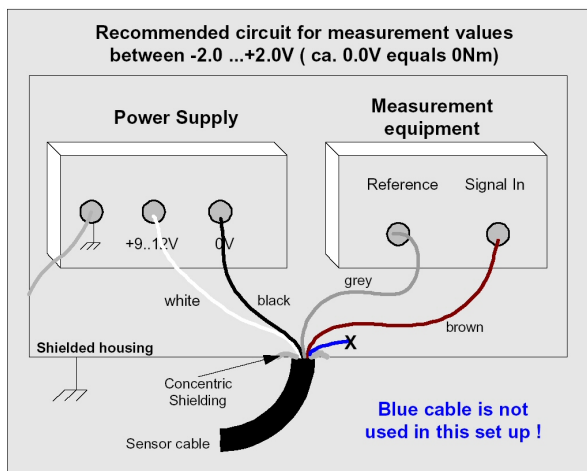 Recommended circuit for measurement values
between -2.0 ...+2.0V ( ca. 0.0V equals 0Nm)
Power Supply
Measurement
equipment
Reference
Signal In
+9..12V
0V
white
black
grey
brown
X
Shielded housing
Concentric
Shielding
Sensor cable
Blue cable is not
used in this set up !